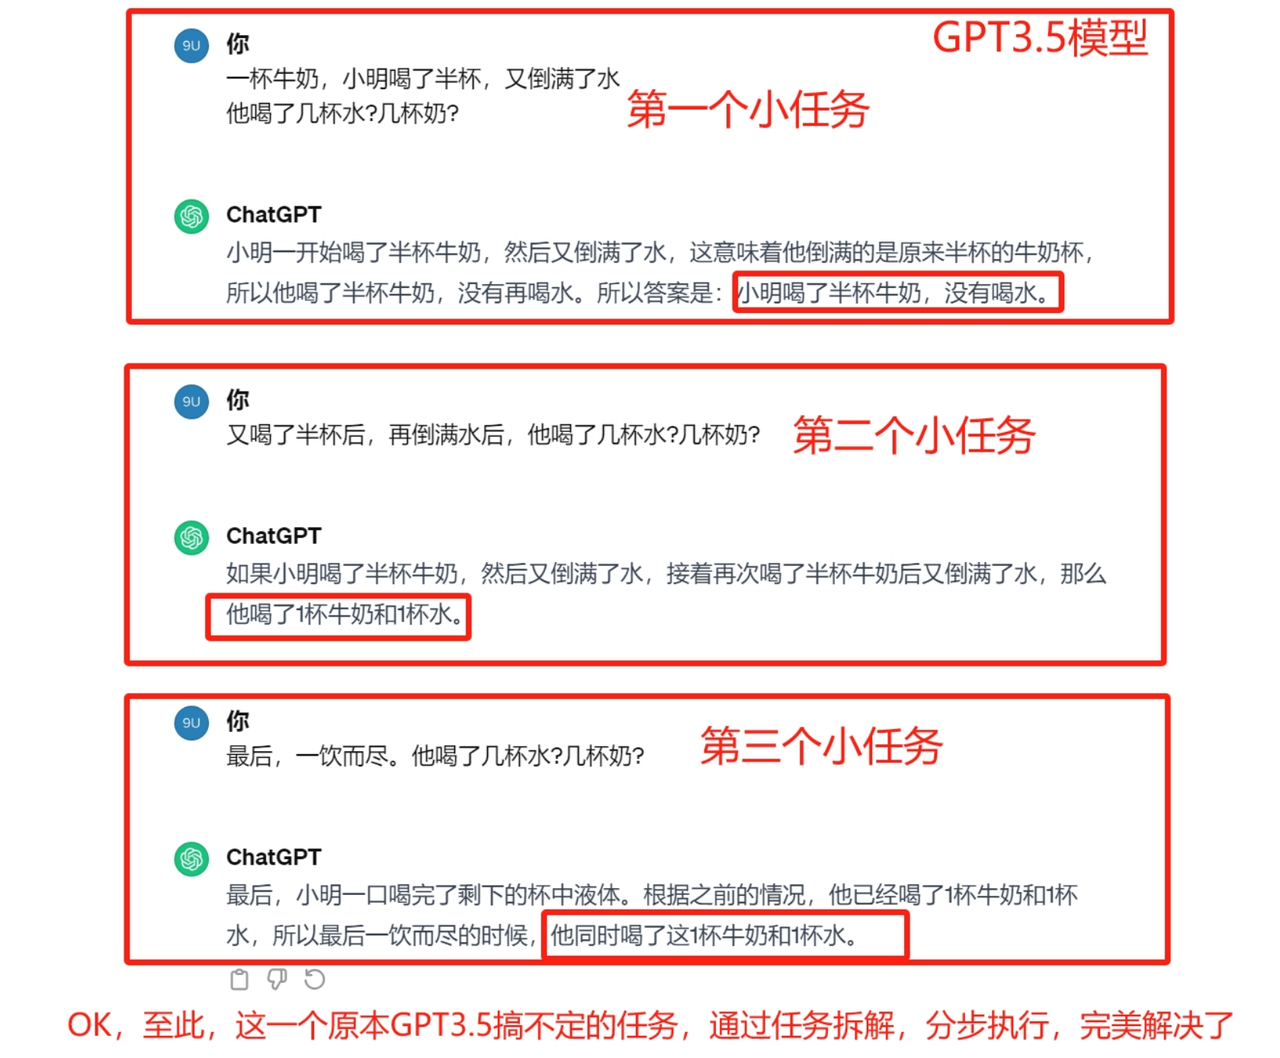 GPT3.5模型
9U
你
一杯牛奶，小明喝了半杯，又倒满了水
他喝了几杯水?几杯奶?
第一个小任务
ChatGPT
小明一开始喝了半杯牛奶，然后又倒满了水，这意味着他倒满的是原来半杯的牛奶杯，
所以他喝了半杯牛奶，没有再喝水。所以答案是：小明喝了半杯牛奶，没有喝水。
9U
你
又喝了半杯后，再倒满水后，他喝了几杯水?几杯奶?
第二个小任务
ChatGPT
如果小明喝了半杯牛奶，然后又倒满了水，接着再次喝了半杯牛奶后又倒满了水，那么
他喝了1杯牛奶和1杯水。
9U
你
最后，一饮而尽。他喝了几杯水?几杯奶?
第三个小任务
ChatGPT
最后，小明一口喝完了剩下的杯中液体。根据之前的情况，他已经喝了1杯牛奶和1杯
水，所以最后一饮而尽的时候，他同时喝了这1杯牛奶和1杯水。
OK，至此，这一个原本GPT3.5搞不定的任务，通过任务拆解，分步执行，完美解决了